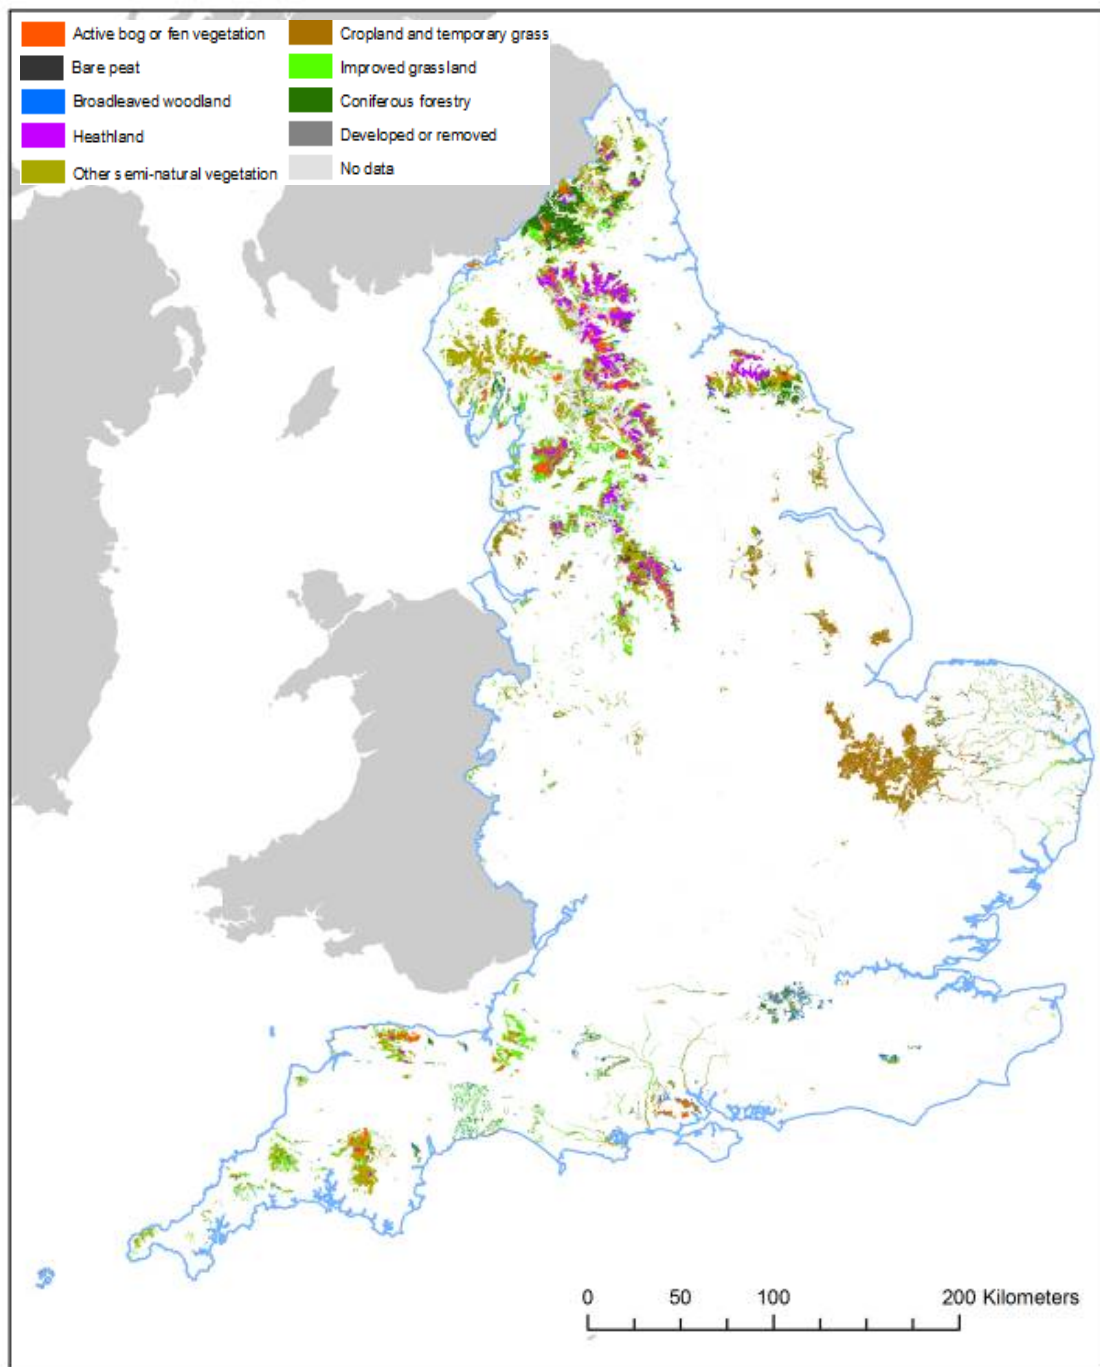 Active bog or fen vegetation
Bare peat
Broadleaved woodland
Heathland
Other semi-natural vegetation
Cropland and temporary grass
Improved grassland
Coniferous forestry
Developed or removed
No data
0 50 100 200 Kilometers